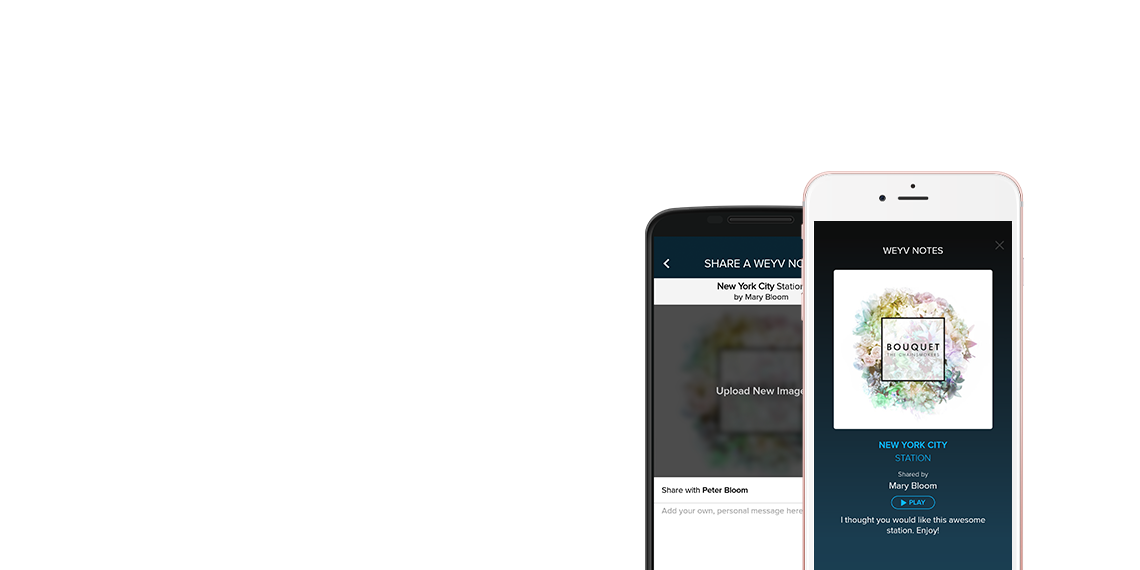 SHARE A WEYV NO
New York City Station
by Mary Bloom
Upload New Image
Share with Peter Bloom
Add your own, personal message here
WEYV NOTES
BOUQUET
THE CHAINSMOKERS
NEW YORK CITY
STATION
Shared by
Mary Bloom
PLAY
I thought you would like this awesome
station. Enjoy!